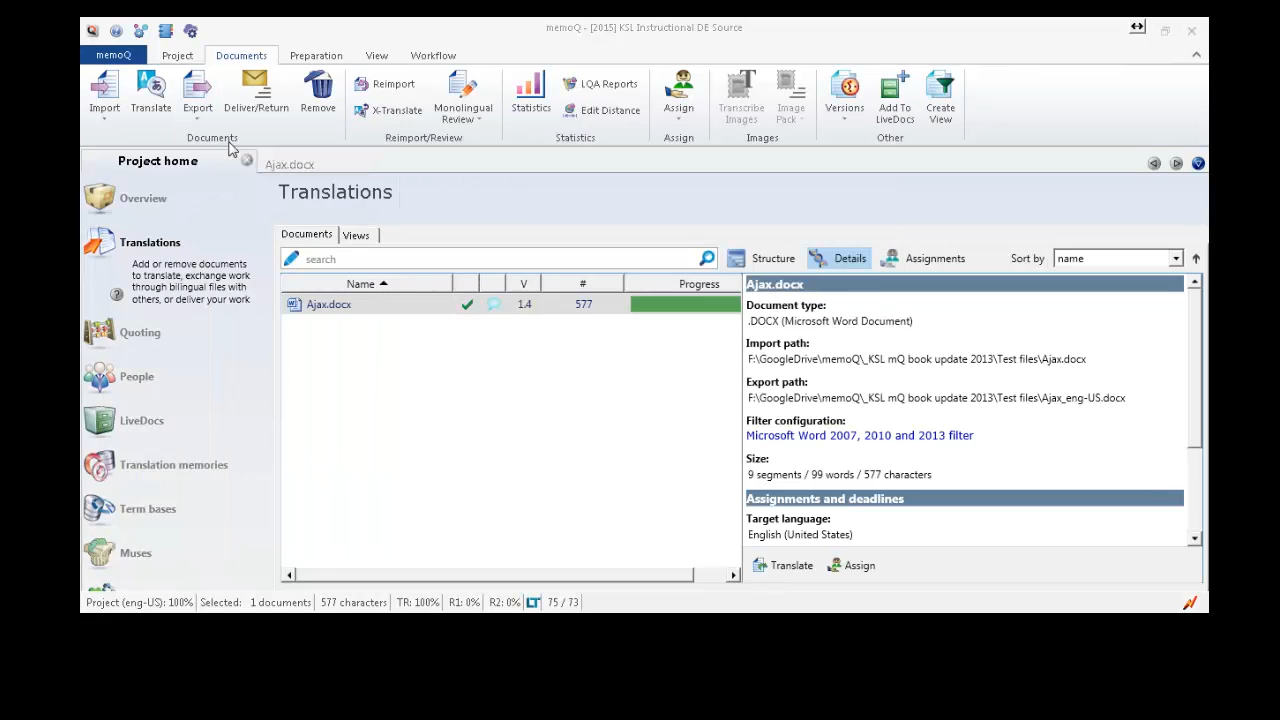 memoQ - [2015] KSL Instructional DE Source
memoQ Project Documents Preparation View Workflow
Import Translate Export Deliver/Return Remove
Documents
Reimport
X-Translate
Monolingual Review
Reimport/Review
Statistics
LQA Reports
Edit Distance
Statistics
Assign
Assign
Transcribe Images
Image Pack
Images
Versions
Add To LiveDocs
Create View
Other
Project home
Ajax.docx
Overview
Translations
Add or remove documents
to translate, exchange work
through bilingual files with
others, or deliver your work
Quoting
People
LiveDocs
Translation memories
Term bases
Muses
Translations
Documents Views
search
Structure Details Assignments Sort by name
Name V # Progress
Ajax.docx 1.4 577
Ajax.docx
Document type:
.DOCX (Microsoft Word Document)
Import path:
F:\GoogleDrive\memoQ\_KSL mQ book update 2013\Test files\Ajax.docx
Export path:
F:\GoogleDrive\memoQ\_KSL mQ book update 2013\Test files\Ajax_eng-US.docx
Filter configuration:
Microsoft Word 2007, 2010 and 2013 filter
Size:
9 segments / 99 words / 577 characters
Assignments and deadlines
Target language:
English (United States)
Translate Assign
Project (eng-US): 100% Selected: 1 documents 577 characters TR: 100% R1: 0% R2: 0% LT 75 / 73